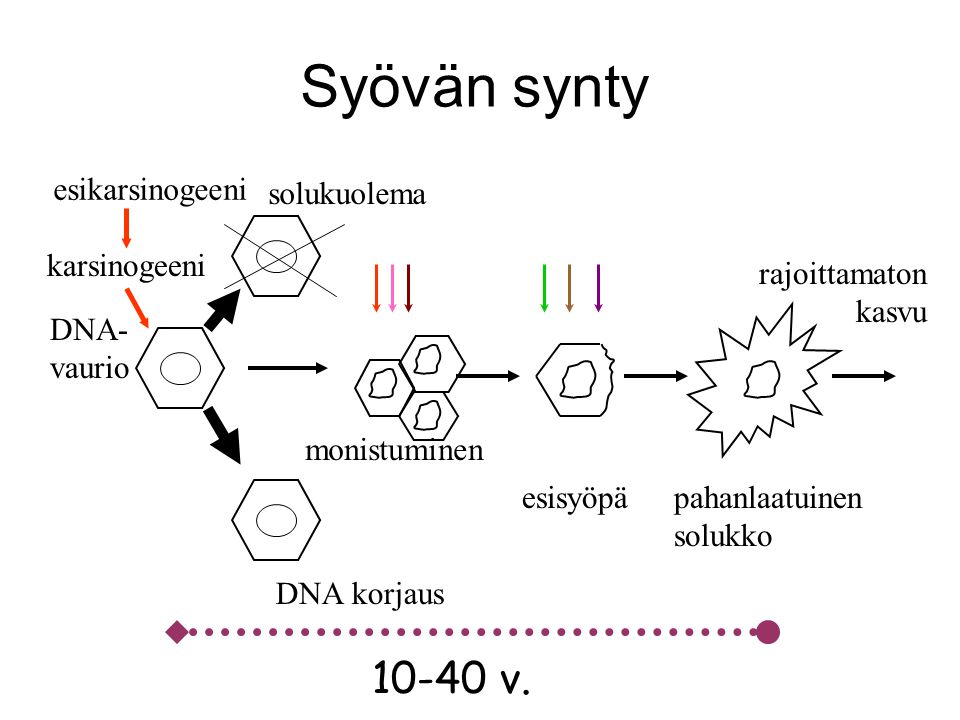 Syövän synty
esikarsinogeeni
solukuolema
karsinogeeni
rajoittamaton
kasvu
DNA-
vaurio
monistuminen
esisyöpä
pahanlaatuinen
solukko
DNA korjaus
10-40 v.